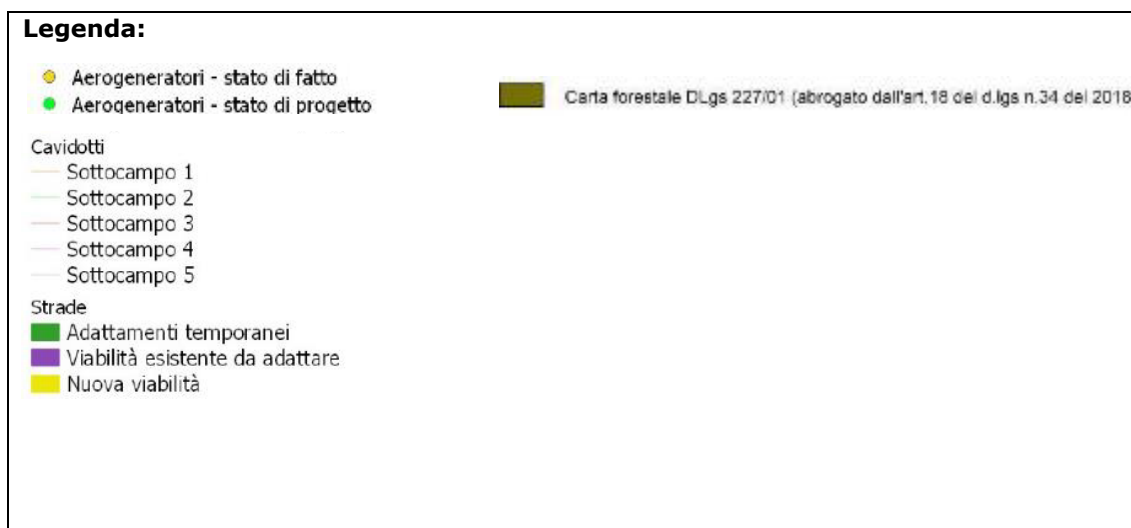 Legenda:
Aerogeneratori - stato di fatto
Aerogeneratori - stato di progetto
Carta forestale DLgs 227/01 (abrogato dall'art.18 del d.lgs n.34 del 2018
Cavidotti
Sottocampo 1
Sottocampo 2
Sottocampo 3
Sottocampo 4
Sottocampo 5
Strade
Adattamenti temporanei
Viabilità esistente da adattare
Nuova viabilità